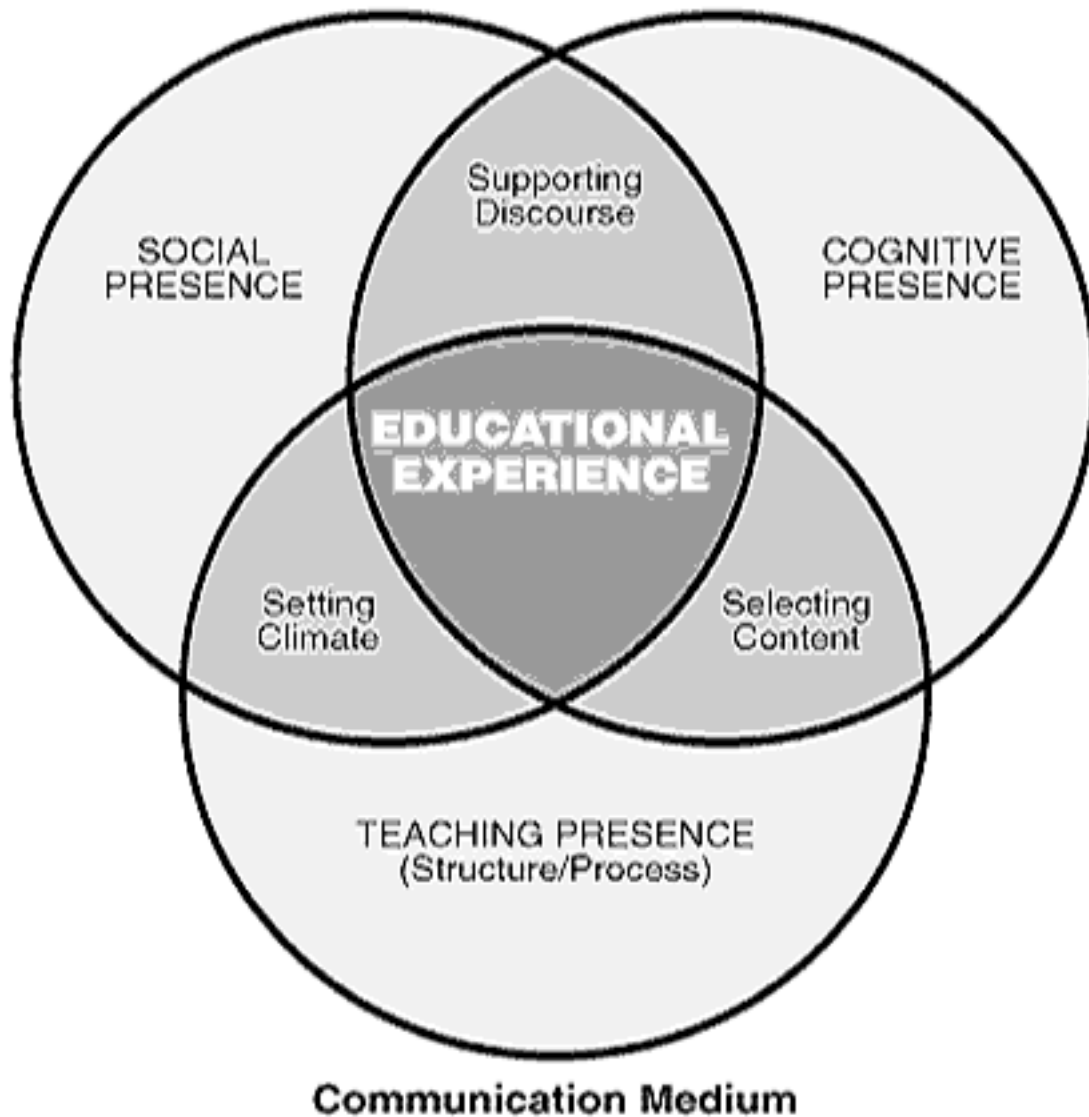 Supporting
Discourse
SOCIAL
PRESENCE
COGNITIVE
PRESENCE
EDUCATIONAL
EXPERIENCE
Setting
Climate
Selecting
Content
TEACHING PRESENCE
(Structure/Process)
Communication Medium